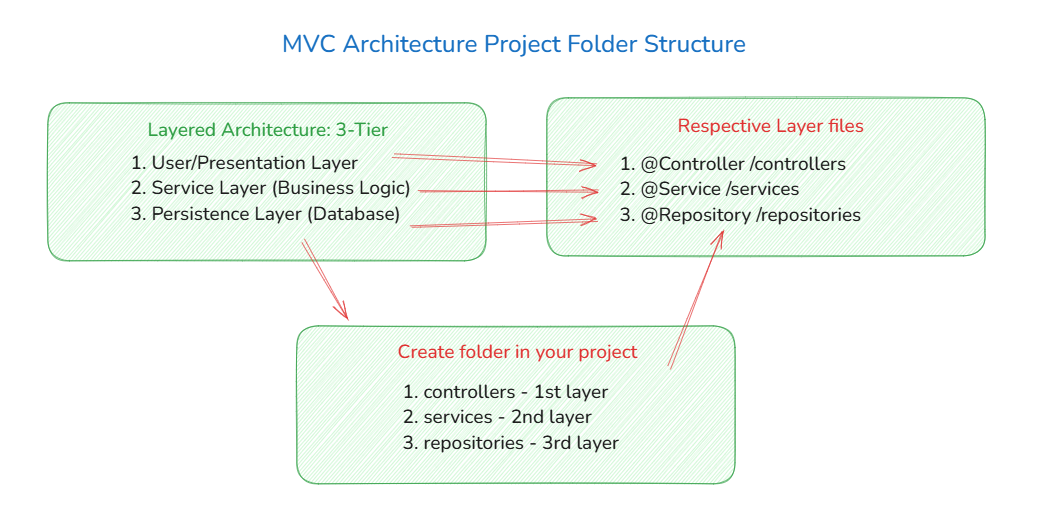 MVC Architecture Project Folder Structure
Layered Architecture: 3-Tier
1. User/Presentation Layer
2. Service Layer (Business Logic)
3. Persistence Layer (Database)
Respective Layer files
1. @Controller /controllers
2. @Service /services
3. @Repository /repositories
Create folder in your project
1. controllers - 1st layer
2. services - 2nd layer
3. repositories - 3rd layer